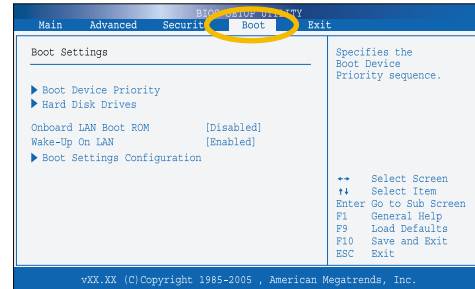 BIOS SETUP UTILITY
Main Advanced Security Boot Exit
Boot Settings
Boot Device Priority
Hard Disk Drives
Onboard LAN Boot ROM [Disabled]
Wake-Up On LAN [Enabled]
Boot Settings Configuration
Specifies the
Boot Device
Priority sequence.
↔ Select Screen
↑↓ Select Item
Enter Go to Sub Screen
F1 General Help
F9 Load Defaults
F10 Save and Exit
ESC Exit
vXX.XX (C)Copyright 1985-2005 , American Megatrends, Inc.